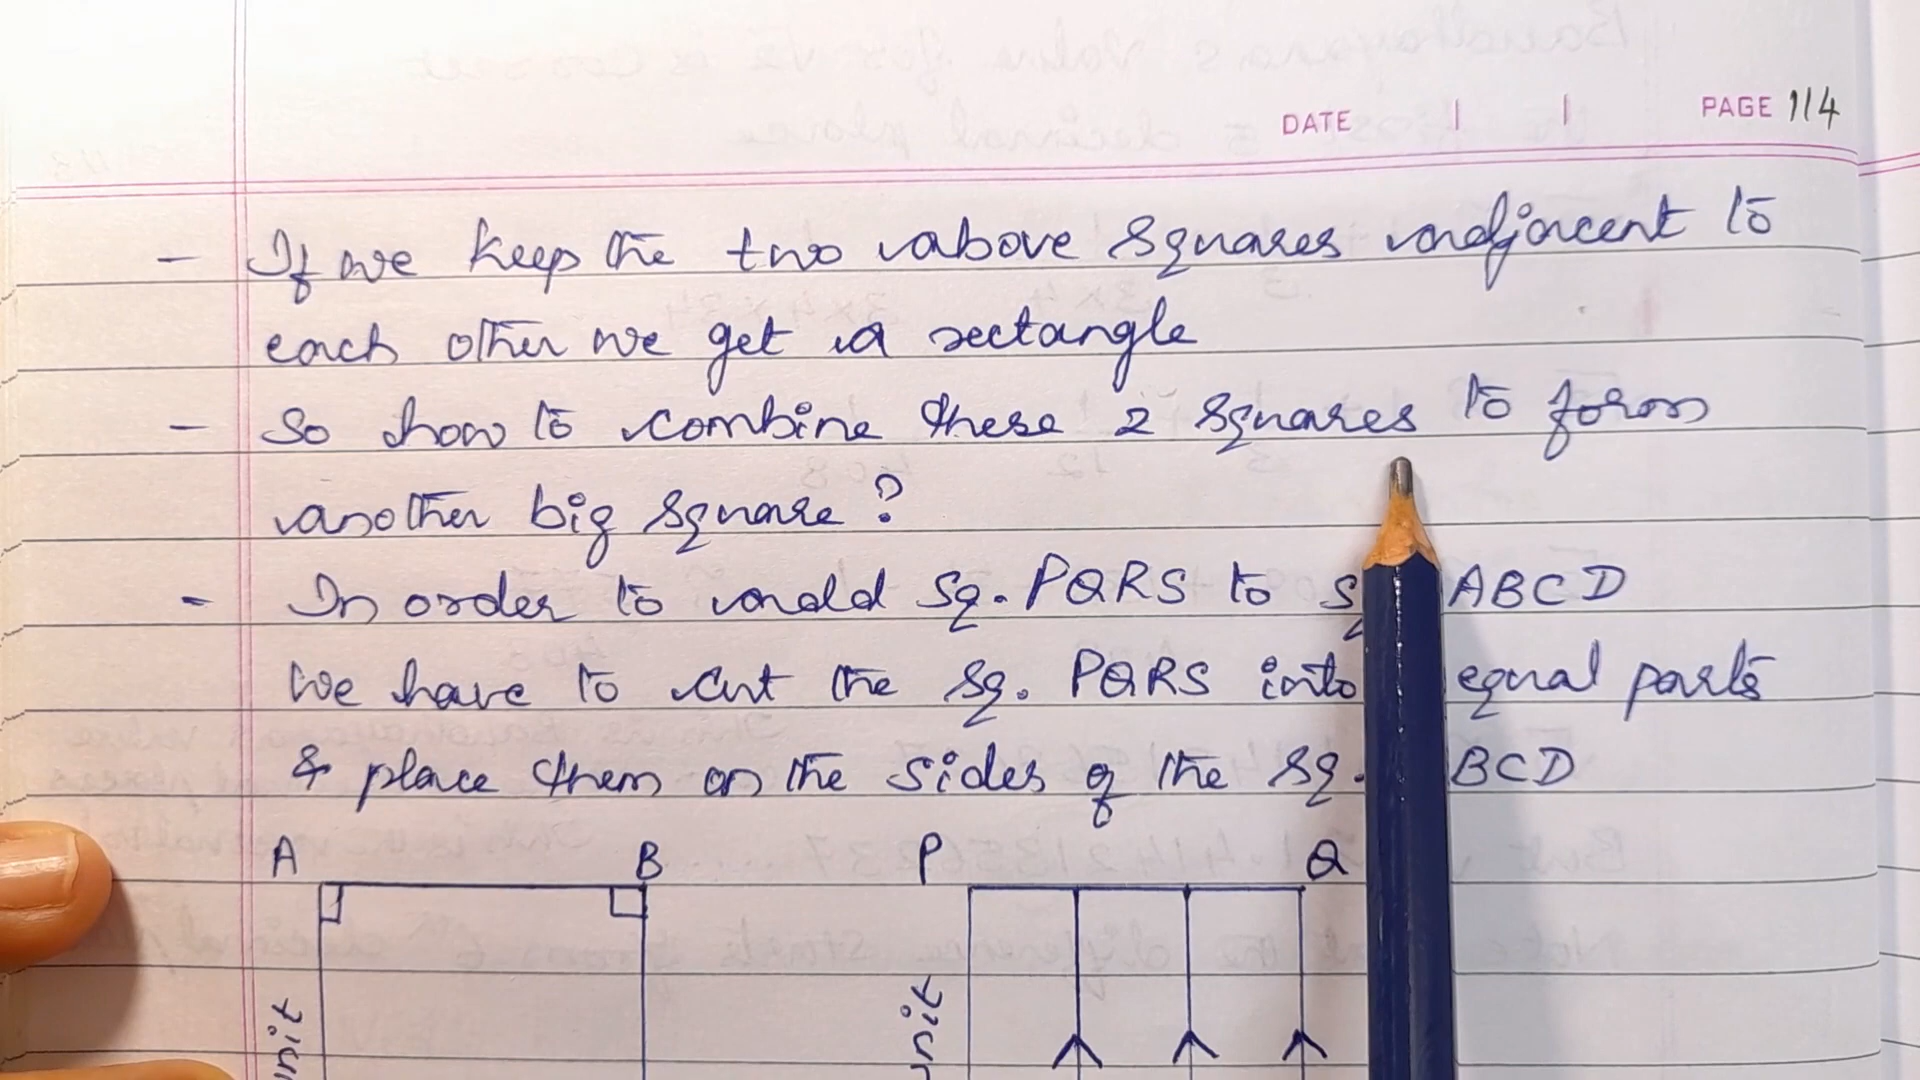 DATE | | PAGE 114
- If we keep the two above squares adjacent to
each other we get a rectangle
- So how to combine these 2 squares to form
another big square?
- In order to add Sq. PQRS to ABCD
we have to cut the sq. PQRS into equal parts
& place them on the sides of the sq. BCD
A B P Q
unit unit